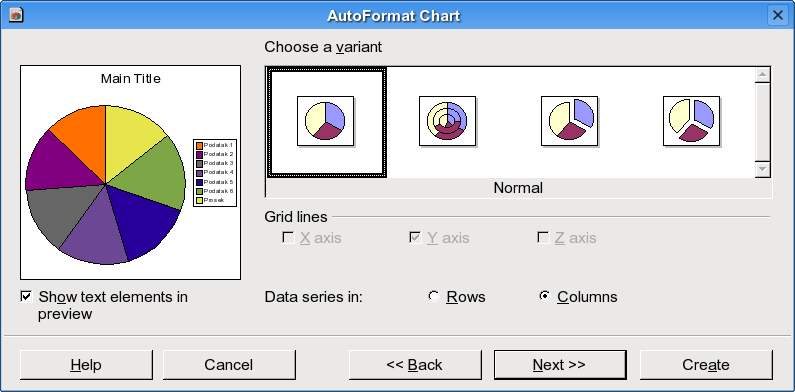 AutoFormat Chart
Choose a variant
Main Title
Podatak 1
Podatak 2
Podatak 3
Podatak 4
Podatak 5
Podatak 6
Prosek
Normal
Grid lines
X axis
Y axis
Z axis
Show text elements in
preview
Data series in:
Rows
Columns
Help
Cancel
<< Back
Next >>
Create